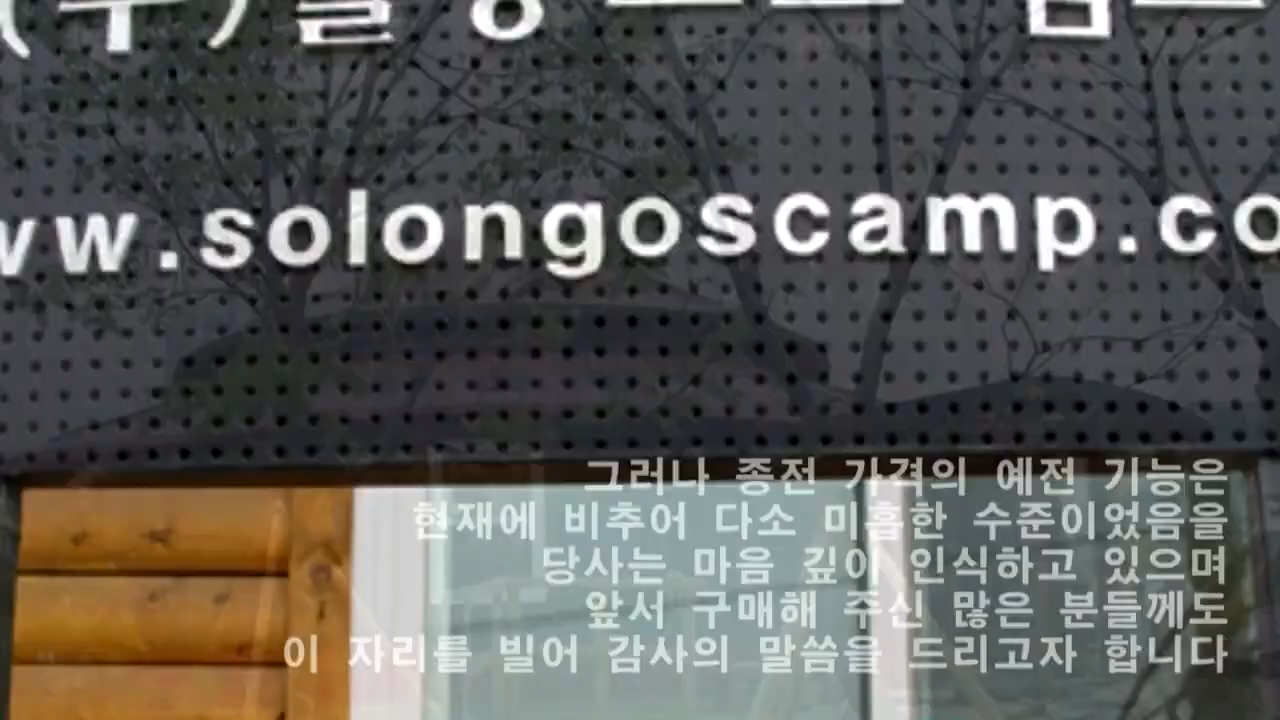 www.solongoscamp.co
그러나 종전 가격의 예전 기능은
현재에 비추어 다소 미흡한 수준이었음을
당사는 마음 깊이 인식하고 있으며
앞서 구매해 주신 많은 분들께도
이 자리를 빌어 감사의 말씀을 드리고자 합니다